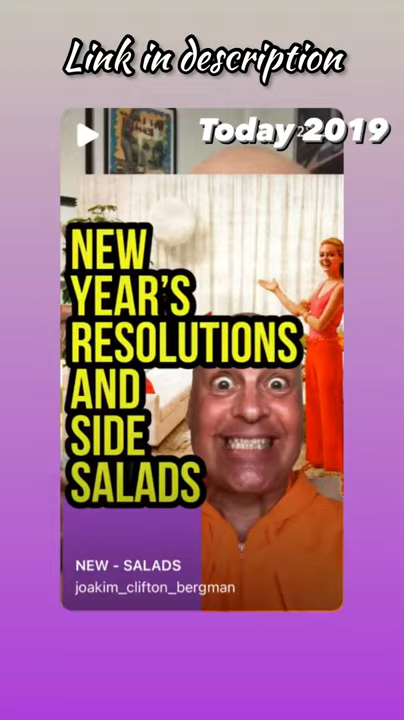 Link in description
Today 2019
NEW
YEAR'S
RESOLUTIONS
AND
SIDE
SALADS
NEW - SALADS
joakim_clifton_bergman